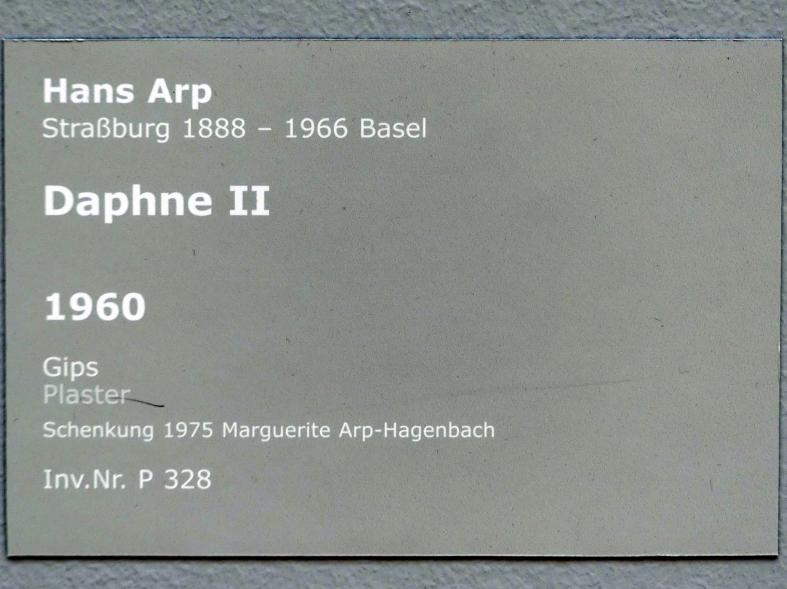 Hans Arp
Straßburg 1888 – 1966 Basel
Daphne II
1960
Gips
Plaster
Schenkung 1975 Marguerite Arp-Hagenbach
Inv.Nr. P 328